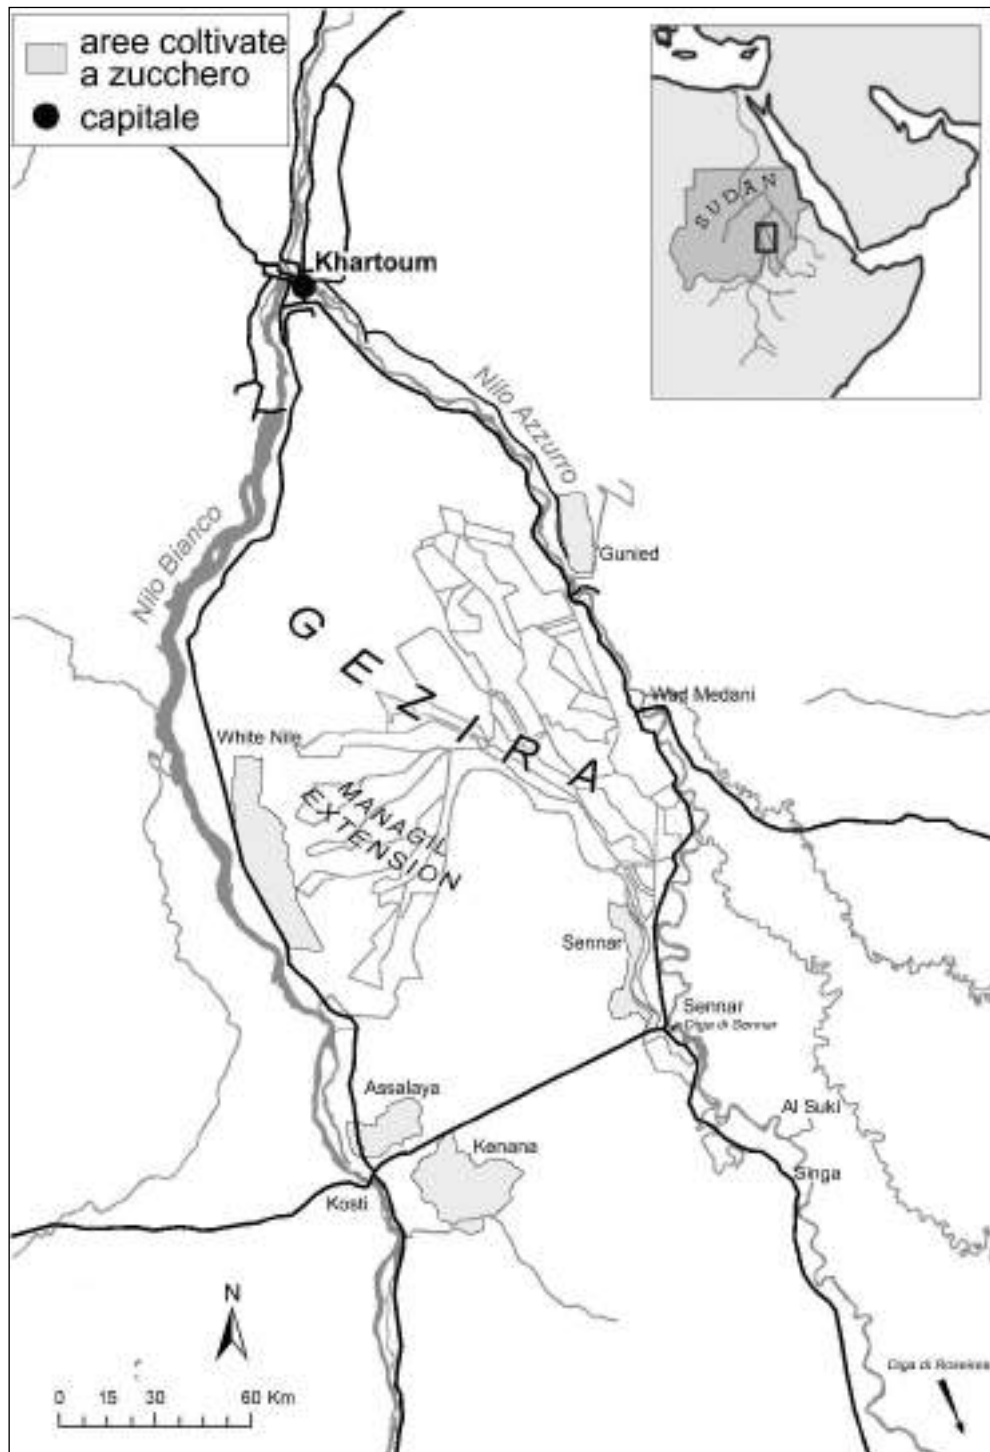 aree coltivate
a zucchero
capitale
SUDAN
Khartoum
Nilo Azzurro
Nilo Bianco
Gunied
GEZIRA
Wad Medani
White Nile
MANAGIL
EXTENSION
Sennar
Sennar
Diga di Sennar
Assalaya
Al Suki
Kenana
Singa
Kosti
N
Diga di Roseires
0 15 30 60 Km